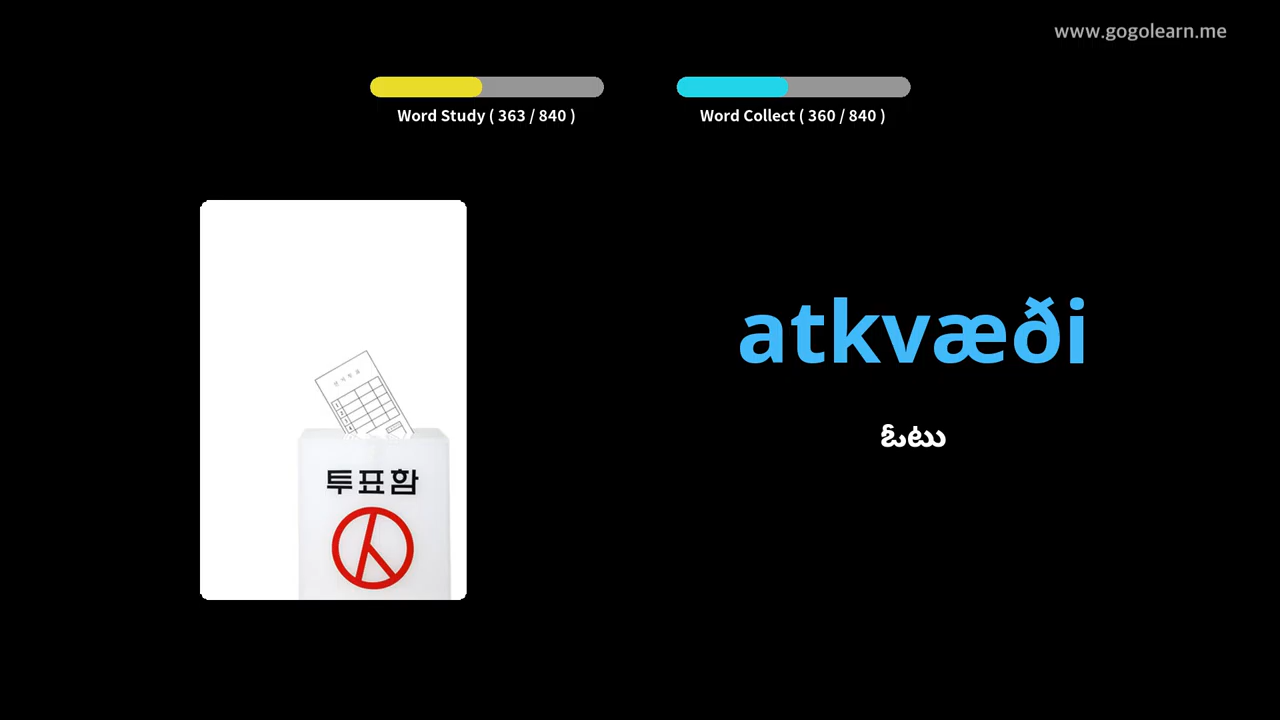 www.gogolearn.me
Word Study ( 363 / 840 )
Word Collect ( 360 / 840 )
atkvæði
ఓటు
투표함